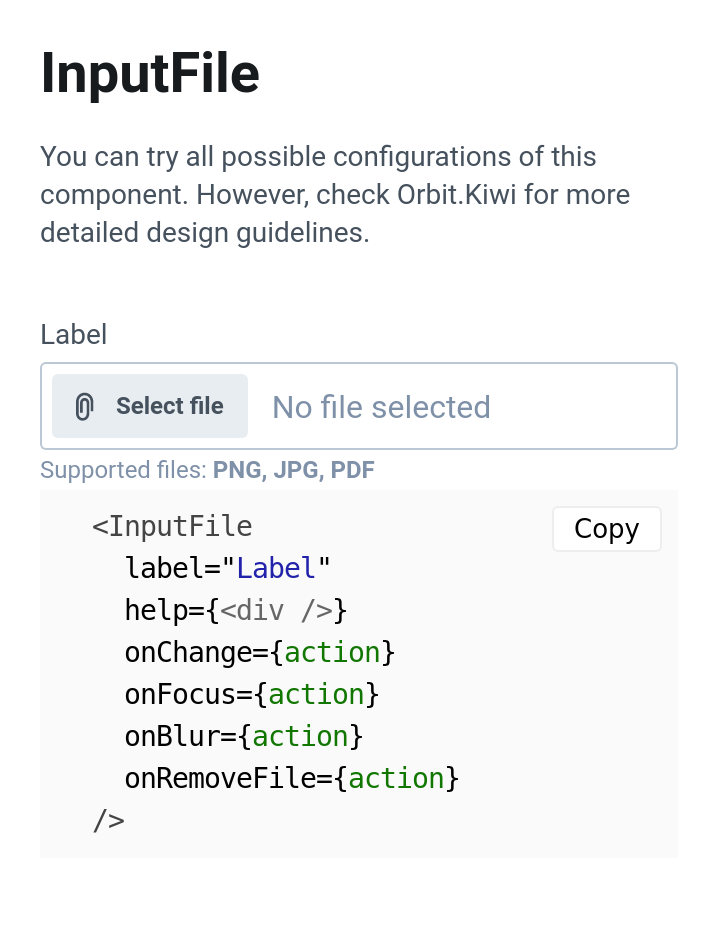 InputFile
You can try all possible configurations of this
component. However, check Orbit.Kiwi for more
detailed design guidelines.
Label
Select file
No file selected
Supported files: PNG, JPG, PDF
<InputFile
Copy
label="Label"
help={<div />}
onChange={action}
onFocus={action}
onBlur={action}
onRemoveFile={action}
/>